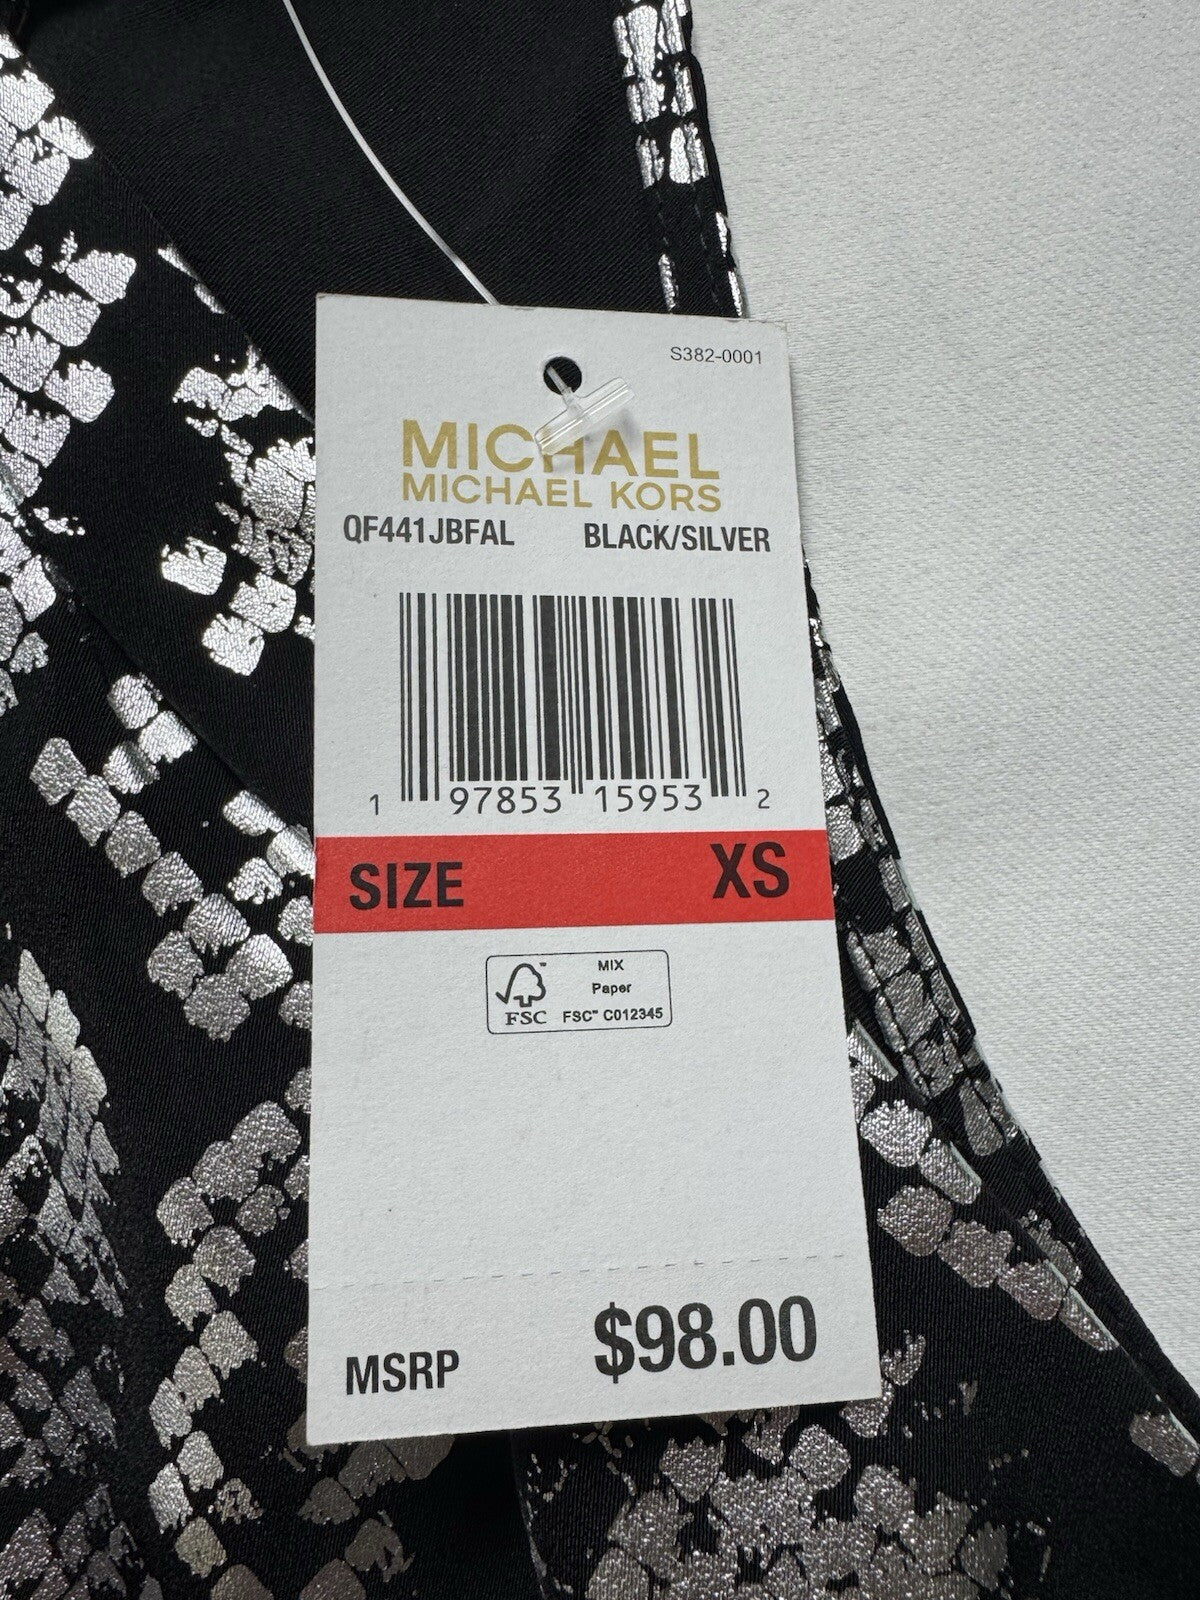 S382-0001
MICHAEL
MICHAEL KORS
QF441JBFAL BLACK/SILVER
1 97853 15953 2
SIZE XS
MIX
Paper
FSC™ FSC™ C012345
MSRP $98.00